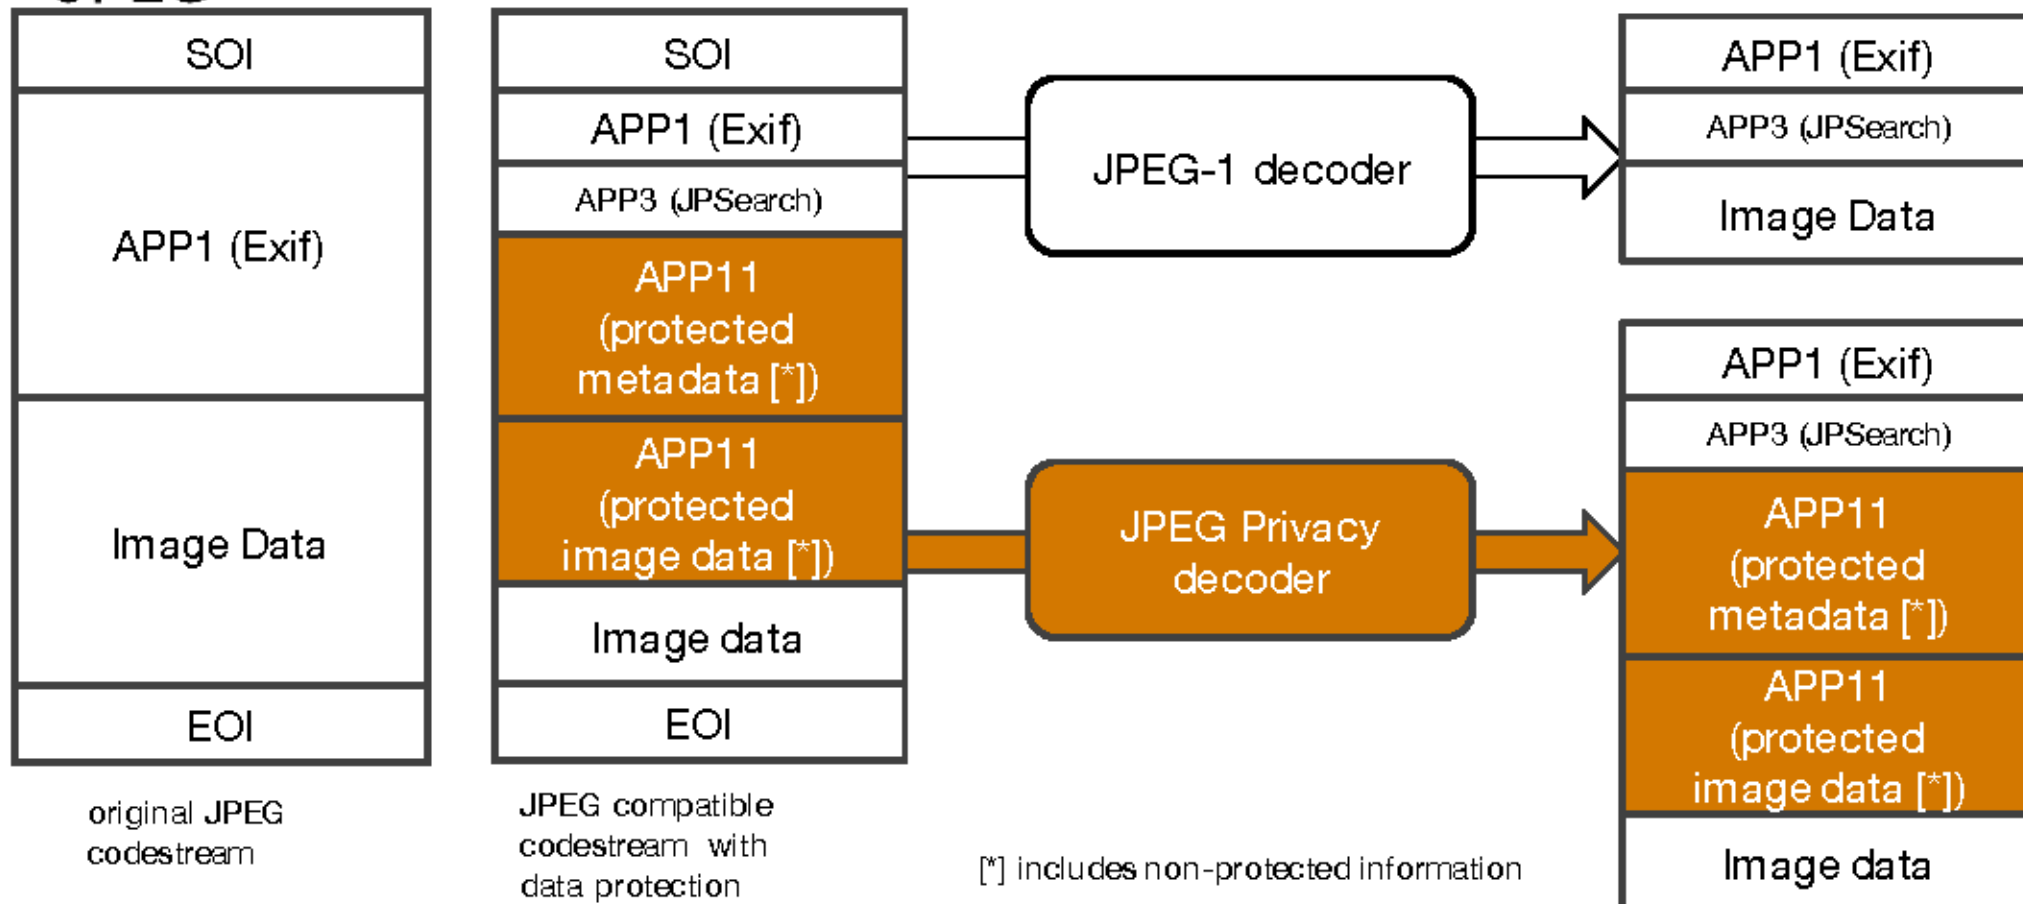 SOI
APP1 (Exif)
Image Data
EOI
original JPEG
codestream
SOI
APP1 (Exif)
APP3 (JPSearch)
APP11
(protected
metadata [*])
APP11
(protected
image data [*])
Image data
EOI
JPEG compatible
codestream with
data protection
JPEG-1 decoder
JPEG Privacy
decoder
[*] includes non-protected information
APP1 (Exif)
APP3 (JPSearch)
Image Data
APP1 (Exif)
APP3 (JPSearch)
APP11
(protected
metadata [*])
APP11
(protected
image data [*])
Image data